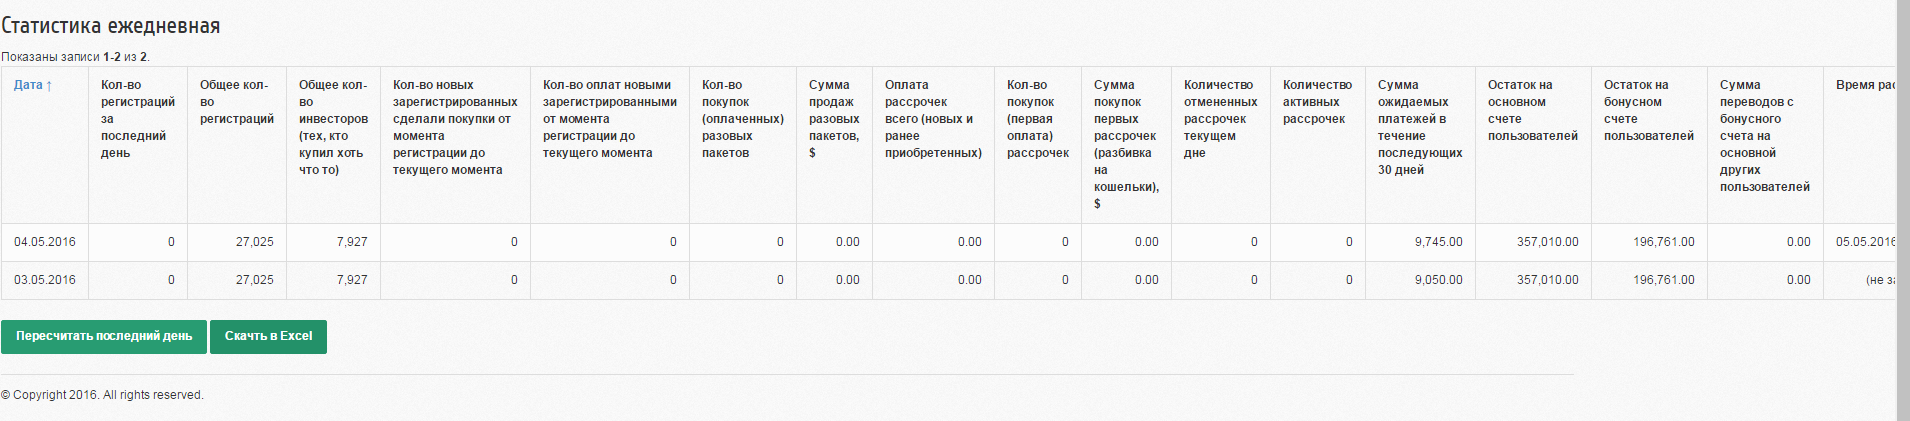 Статистика ежедневная
Показаны записи 1-2 из 2.
Дата ↑
Кол-во
регистраций
за
последний
день
Общее кол-
во
регистраций
Общее кол-
во
инвесторов
(тех, кто
купил хоть
что то)
Кол-во новых
зарегистрированных
сделали покупки от
момента
регистрации до
текущего момента
Кол-во оплат новыми
зарегистрированными
от момента
регистрации до
текущего момента
Кол-во
покупок
(оплаченных)
разовых
пакетов
Сумма
продаж
разовых
пакетов,
$
Оплата
рассрочек
всего (новых и
ранее
приобретенных)
Кол-во
покупок
(первая
оплата)
рассрочек
Сумма
покупок
первых
рассрочек
(разбивка
на
кошельки),
$
Количество
отмененных
рассрочек
текущем
дне
Количество
активных
рассрочек
Сумма
ожидаемых
платежей в
течение
последующих
30 дней
Остаток на
основном
счете
пользователей
Остаток на
бонусном
счете
пользователей
Сумма
переводов с
бонусного
счета на
основной
других
пользователей
Время рас
04.05.2016 0 27,025 7,927 0 0 0 0.00 0.00 0 0.00 0 0 9,745.00 357,010.00 196,761.00 0.00 05.05.2016
03.05.2016 0 27,025 7,927 0 0 0 0.00 0.00 0 0.00 0 0 9,050.00 357,010.00 196,761.00 0.00 (не за
Пересчитать последний день Скачть в Excel
© Copyright 2016. All rights reserved.